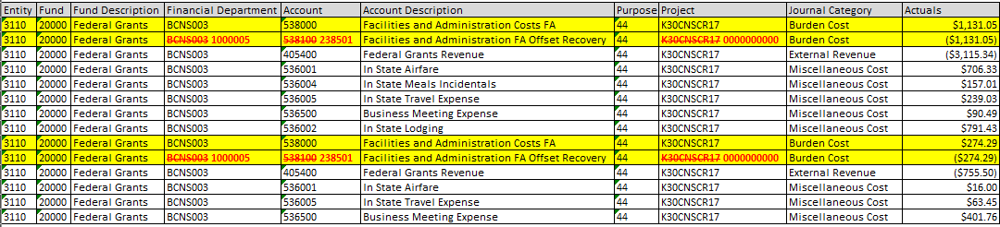 Entity Fund Fund Description Financial Department Account Account Description Purpose Project Journal Category Actuals
3110 20000 Federal Grants BCNS003 538000 Facilities and Administration Costs FA 44 K30CNSCR17 Burden Cost $1,131.05
3110 20000 Federal Grants BCNS003 1000005 538100 238501 Facilities and Administration FA Offset Recovery 44 K30CNSCR17 0000000000 Burden Cost ($1,131.05)
3110 20000 Federal Grants BCNS003 405400 Federal Grants Revenue 44 K30CNSCR17 External Revenue ($3,115.34)
3110 20000 Federal Grants BCNS003 536001 In State Airfare 44 K30CNSCR17 Miscellaneous Cost $706.33
3110 20000 Federal Grants BCNS003 536004 In State Meals Incidentals 44 K30CNSCR17 Miscellaneous Cost $157.01
3110 20000 Federal Grants BCNS003 536005 In State Travel Expense 44 K30CNSCR17 Miscellaneous Cost $239.03
3110 20000 Federal Grants BCNS003 536500 Business Meeting Expense 44 K30CNSCR17 Miscellaneous Cost $90.49
3110 20000 Federal Grants BCNS003 536002 In State Lodging 44 K30CNSCR17 Miscellaneous Cost $791.43
3110 20000 Federal Grants BCNS003 538000 Facilities and Administration Costs FA 44 K30CNSCR17 Burden Cost $274.29
3110 20000 Federal Grants BCNS003 1000005 538100 238501 Facilities and Administration FA Offset Recovery 44 K30CNSCR17 0000000000 Burden Cost ($274.29)
3110 20000 Federal Grants BCNS003 405400 Federal Grants Revenue 44 K30CNSCR17 External Revenue ($755.50)
3110 20000 Federal Grants BCNS003 536001 In State Airfare 44 K30CNSCR17 Miscellaneous Cost $16.00
3110 20000 Federal Grants BCNS003 536005 In State Travel Expense 44 K30CNSCR17 Miscellaneous Cost $63.45
3110 20000 Federal Grants BCNS003 536500 Business Meeting Expense 44 K30CNSCR17 Miscellaneous Cost $401.76